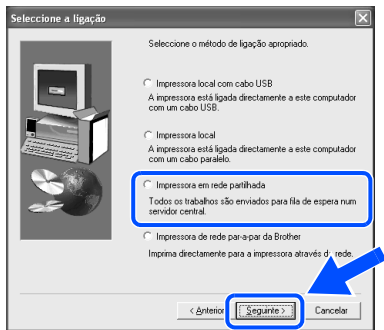 Seleccione a ligação
Seleccione o método de ligação apropriado.
Impressora local com cabo USB
A impressora está ligada directamente a este computador
com um cabo USB.
Impressora local
A impressora está ligada directamente a este computador
com um cabo paralelo.
Impressora em rede partilhada
Todos os trabalhos são enviados para fila de espera num
servidor central.
Impressora de rede par-a-par da Brother
Imprima directamente para a impressora através da rede.
< Anterior Seguinte > Cancelar